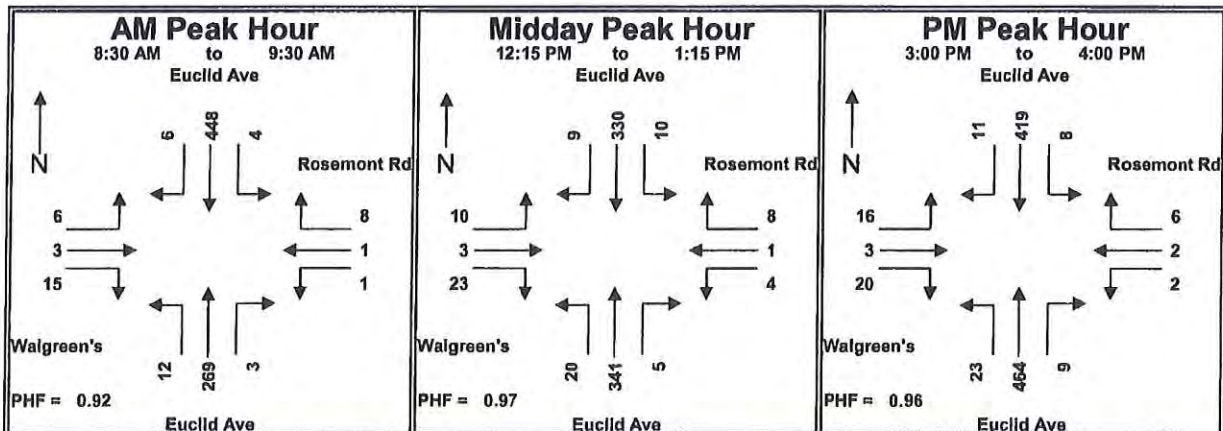 AM Peak Hour
8:30 AM to 9:30 AM
Euclid Ave
N
6 448 4
Rosemont Rd
6 8
3 1
15 1
Walgreen's
12 269 3
PHF = 0.92
Euclid Ave
Midday Peak Hour
12:15 PM to 1:15 PM
Euclid Ave
N
9 330 10
Rosemont Rd
10 8
3 1
23 4
Walgreen's
20 341 5
PHF = 0.97
Euclid Ave
PM Peak Hour
3:00 PM to 4:00 PM
Euclid Ave
N
11 419 8
Rosemont Rd
16 6
3 2
20 2
Walgreen's
23 464 9
PHF = 0.96
Euclid Ave